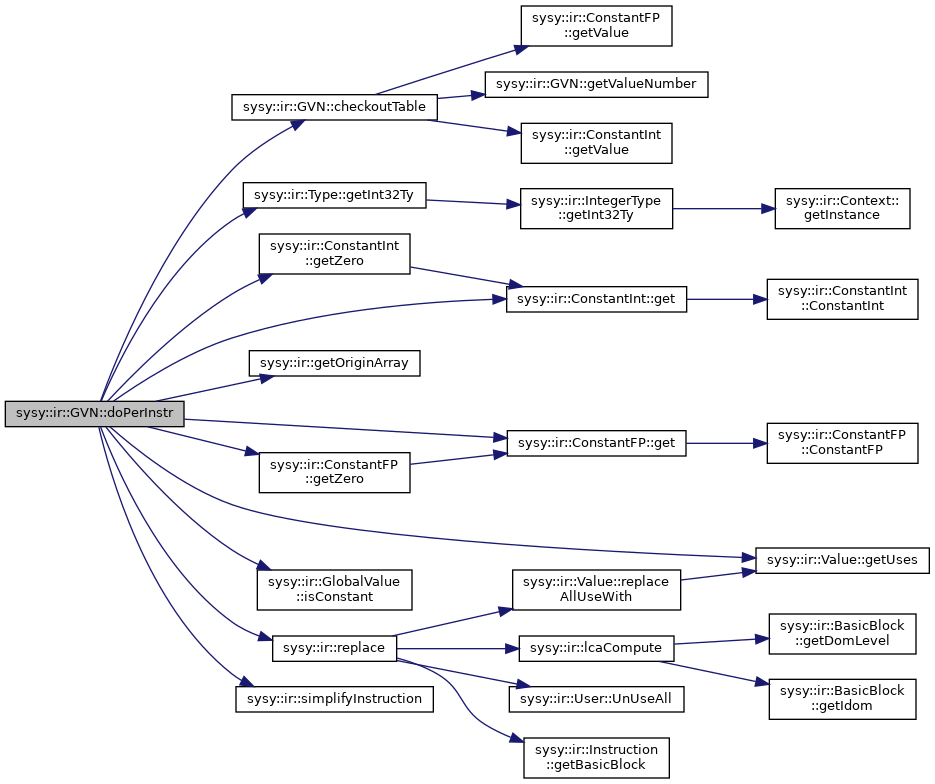 sysy::ir::ConstantFP
::getValue
sysy::ir::GVN::getValueNumber
sysy::ir::GVN::checkoutTable
sysy::ir::ConstantInt
::getValue
sysy::ir::Type::getInt32Ty
sysy::ir::IntegerType
::getInt32Ty
sysy::ir::Context::
getInstance
sysy::ir::ConstantInt
::getZero
sysy::ir::ConstantInt::get
sysy::ir::ConstantInt
::ConstantInt
sysy::ir::getOriginArray
sysy::ir::GVN::doPerInstr
sysy::ir::ConstantFP::get
sysy::ir::ConstantFP
::ConstantFP
sysy::ir::ConstantFP
::getZero
sysy::ir::Value::getUses
sysy::ir::GlobalValue
::isConstant
sysy::ir::Value::replace
AllUseWith
sysy::ir::replace
sysy::ir::lcaCompute
sysy::ir::BasicBlock
::getDomLevel
sysy::ir::simplifyInstruction
sysy::ir::User::UnUseAll
sysy::ir::BasicBlock
::getIdom
sysy::ir::Instruction
::getBasicBlock